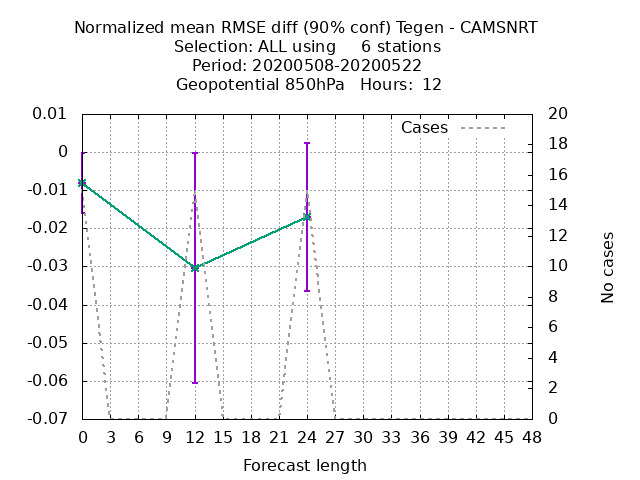 Normalized mean RMSE diff (90% conf) Tegen - CAMSNRT
Selection: ALL using     6 stations
Period: 20200508-20200522
Geopotential 850hPa   Hours:  12
Cases
0.01
0
-0.01
-0.02
-0.03
-0.04
-0.05
-0.06
-0.07
20
18
16
14
12
10
8
6
4
2
0
No cases
0 3 6 9 12 15 18 21 24 27 30 33 36 39 42 45 48
Forecast length